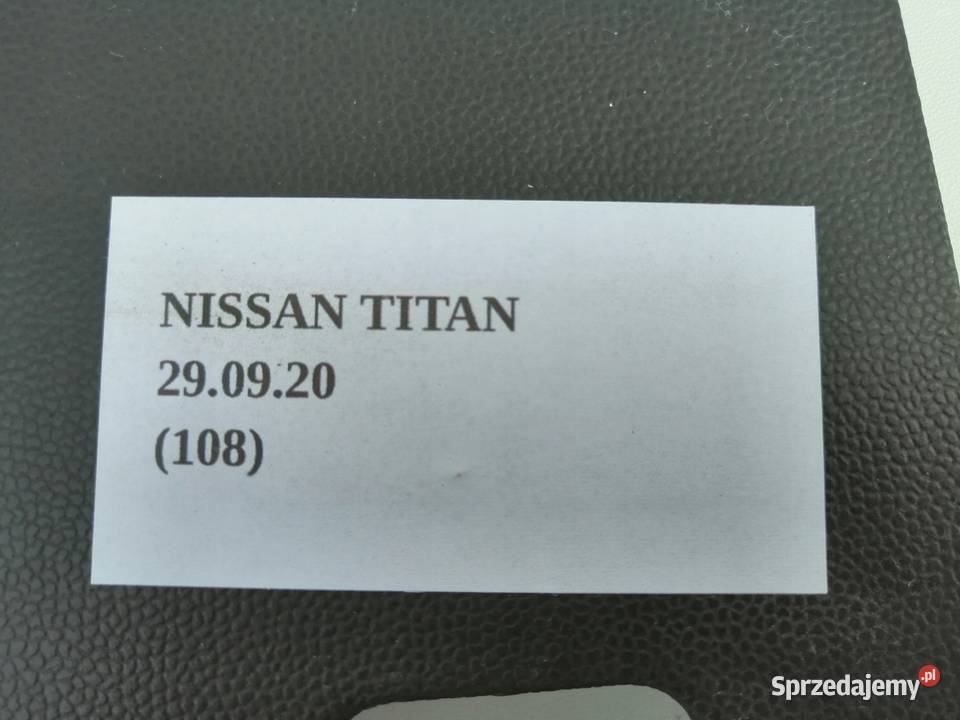 NISSAN TITAN
29.09.20
(108)
Sprzedajemy.pl